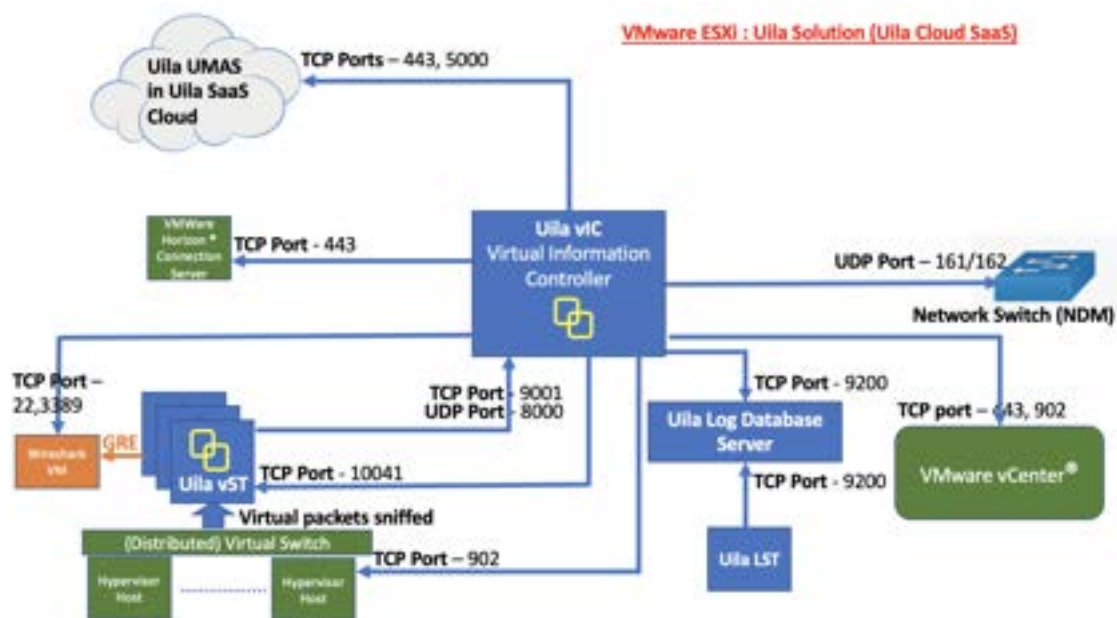 VMware ESXi : Uila Solution (Uila Cloud SaaS)
Uila UMAS
in Uila SaaS
Cloud
TCP Ports – 443, 5000
VMWare
Horizon ®
Connection
Server
TCP Port - 443
Uila vIC
Virtual Information
Controller
UDP Port – 161/162
Network Switch (NDM)
TCP Port –
22,3389
TCP Port - 9001
UDP Port - 8000
TCP Port - 9200
TCP port – 443, 902
Wireshark
VM
GRE
Uila vST
TCP Port - 10041
Uila Log Database
Server
VMware vCenter®
TCP Port - 9200
Virtual packets sniffed
(Distributed) Virtual Switch
TCP Port – 902
Uila LST
Hypervisor
Host
Hypervisor
Host